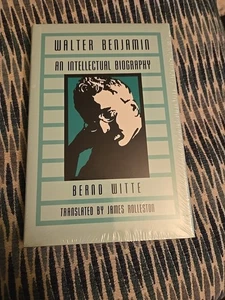 WALTER BENJAMIN
AN INTELLECTUAL BIOGRAPHY
BERND WITTE
TRANSLATED BY JAMES ROLLESTON